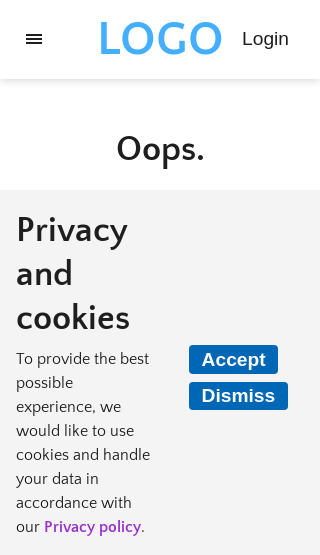 LOGO Login
Oops.
Privacy
and
cookies
To provide the best
possible
experience, we
would like to use
cookies and handle
your data in
accordance with
our Privacy policy.
Accept
Dismiss